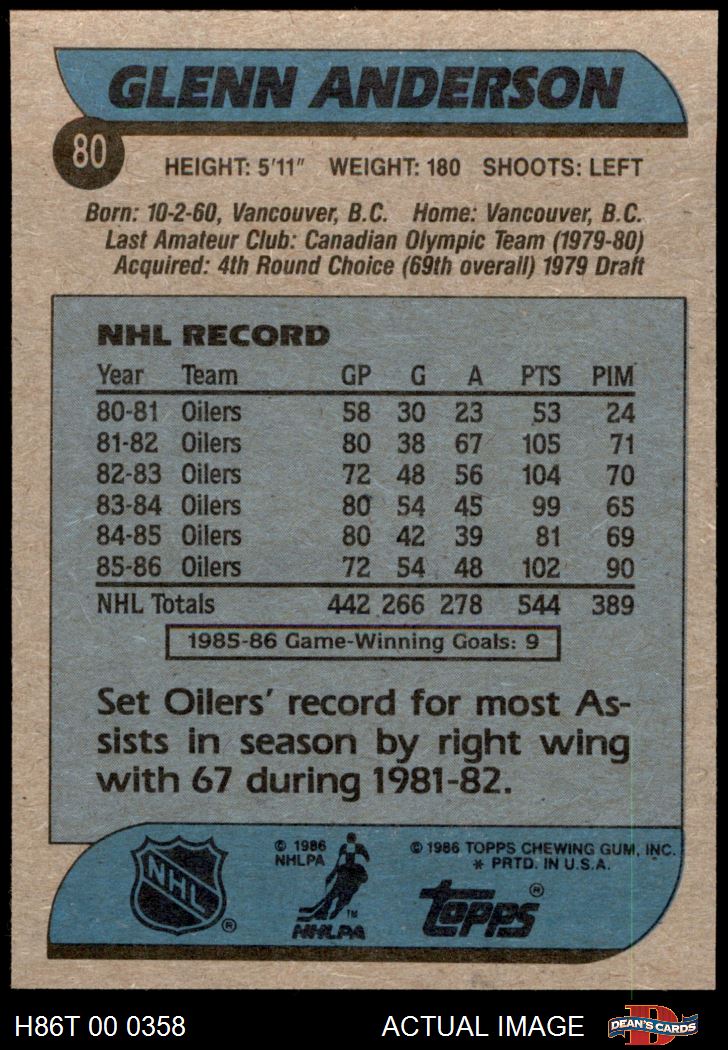 GLENN ANDERSON
80
HEIGHT: 5'11" WEIGHT: 180 SHOOTS: LEFT
Born: 10-2-60, Vancouver, B.C. Home: Vancouver, B.C.
Last Amateur Club: Canadian Olympic Team (1979-80)
Acquired: 4th Round Choice (69th overall) 1979 Draft
NHL RECORD
Year Team GP G A PTS PIM
80-81 Oilers 58 30 23 53 24
81-82 Oilers 80 38 67 105 71
82-83 Oilers 72 48 56 104 70
83-84 Oilers 80 54 45 99 65
84-85 Oilers 80 42 39 81 69
85-86 Oilers 72 54 48 102 90
NHL Totals 442 266 278 544 389
1985-86 Game-Winning Goals: 9
Set Oilers' record for most As-
sists in season by right wing
with 67 during 1981-82.
NHL ®
© 1986
NHLPA
TM
NHLPA
© 1986 TOPPS CHEWING GUM, INC.
* PRTD. IN U.S.A.
topps ®
H86T 00 0358 ACTUAL IMAGE
D
DEAN'S CARDS